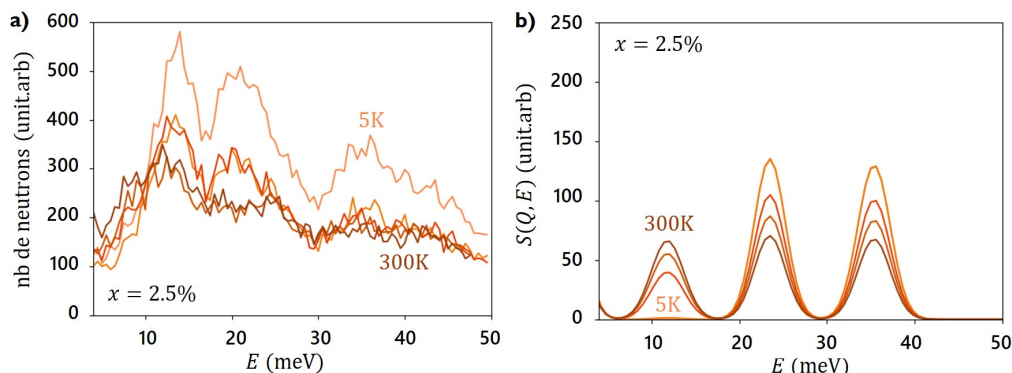 a)
nb de neutrons (unit.arb)
600
500
400
300
200
100
0
5K
300K
x = 2.5%
10 20 30 40 50
E (meV)
b)
S(Q, E) (unit.arb)
250
200
150
100
50
0
x = 2.5%
300K
5K
10 20 30 40 50
E (meV)